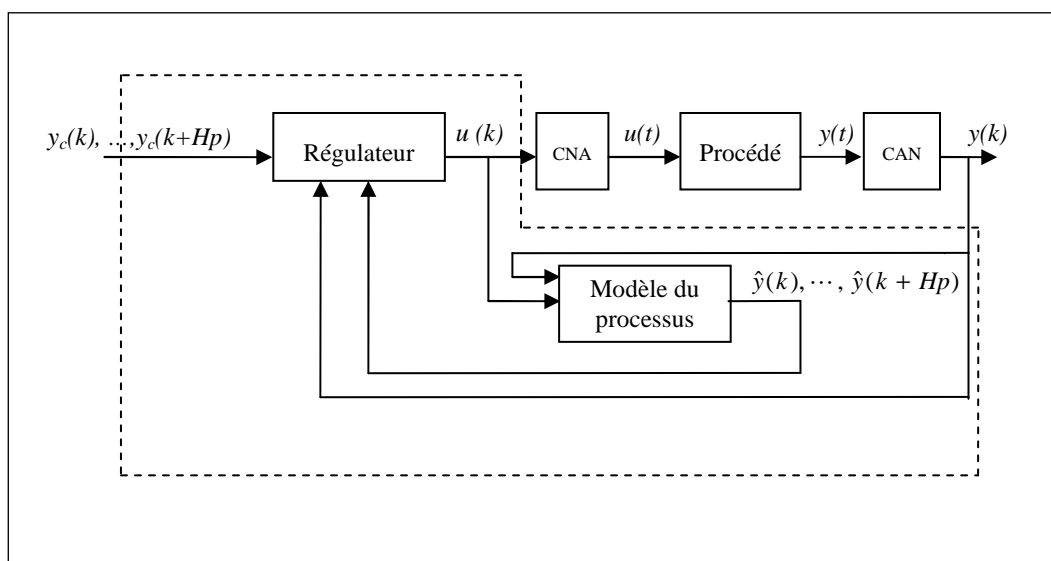 y_c(k), …,y_c(k+Hp)
Régulateur
u (k)
CNA
u(t)
Procédé
y(t)
CAN
y(k)
Modèle du
processus
ŷ(k),⋯, ŷ(k + Hp)